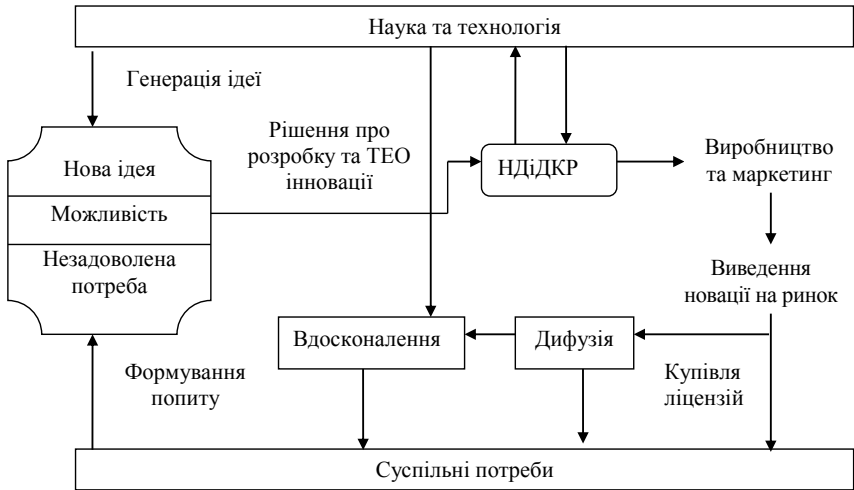 Наука та технологія
Генерація ідеї
Рішення про
розробку та ТЕО
інновації
Нова ідея
Можливість
Незадоволена
потреба
НДіДКР
Виробництво
та маркетинг
Виведення
новації на ринок
Вдосконалення
Дифузія
Купівля
ліцензій
Формування
попиту
Суспільні потреби